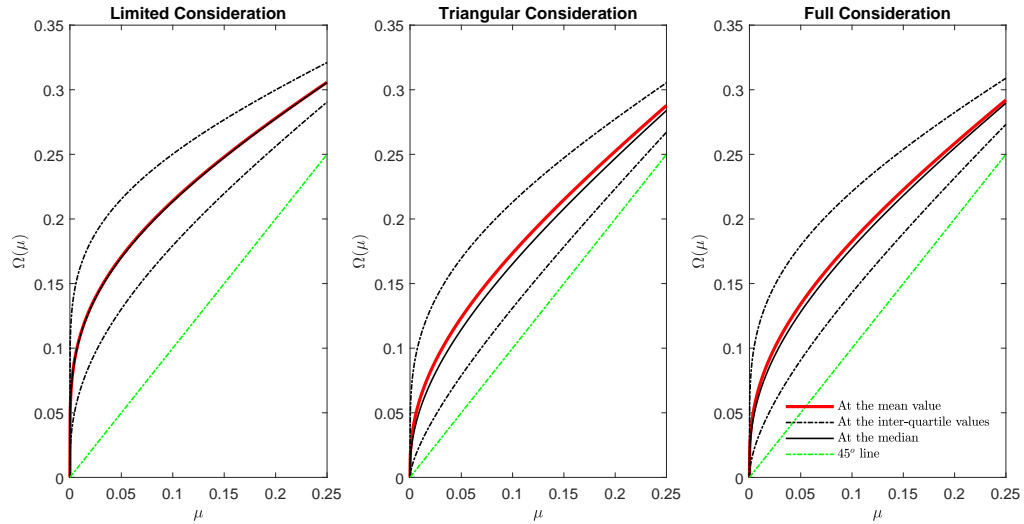 Limited Consideration
0.35
0.3
0.25
0.2
0.15
0.1
0.05
0
Ω(μ)
0 0.05 0.1 0.15 0.2 0.25
μ
Triangular Consideration
0.35
0.3
0.25
0.2
0.15
0.1
0.05
0
Ω(μ)
0 0.05 0.1 0.15 0.2 0.25
μ
Full Consideration
0.35
0.3
0.25
0.2
0.15
0.1
0.05
0
Ω(μ)
At the mean value
At the inter-quartile values
At the median
45° line
0 0.05 0.1 0.15 0.2 0.25
μ